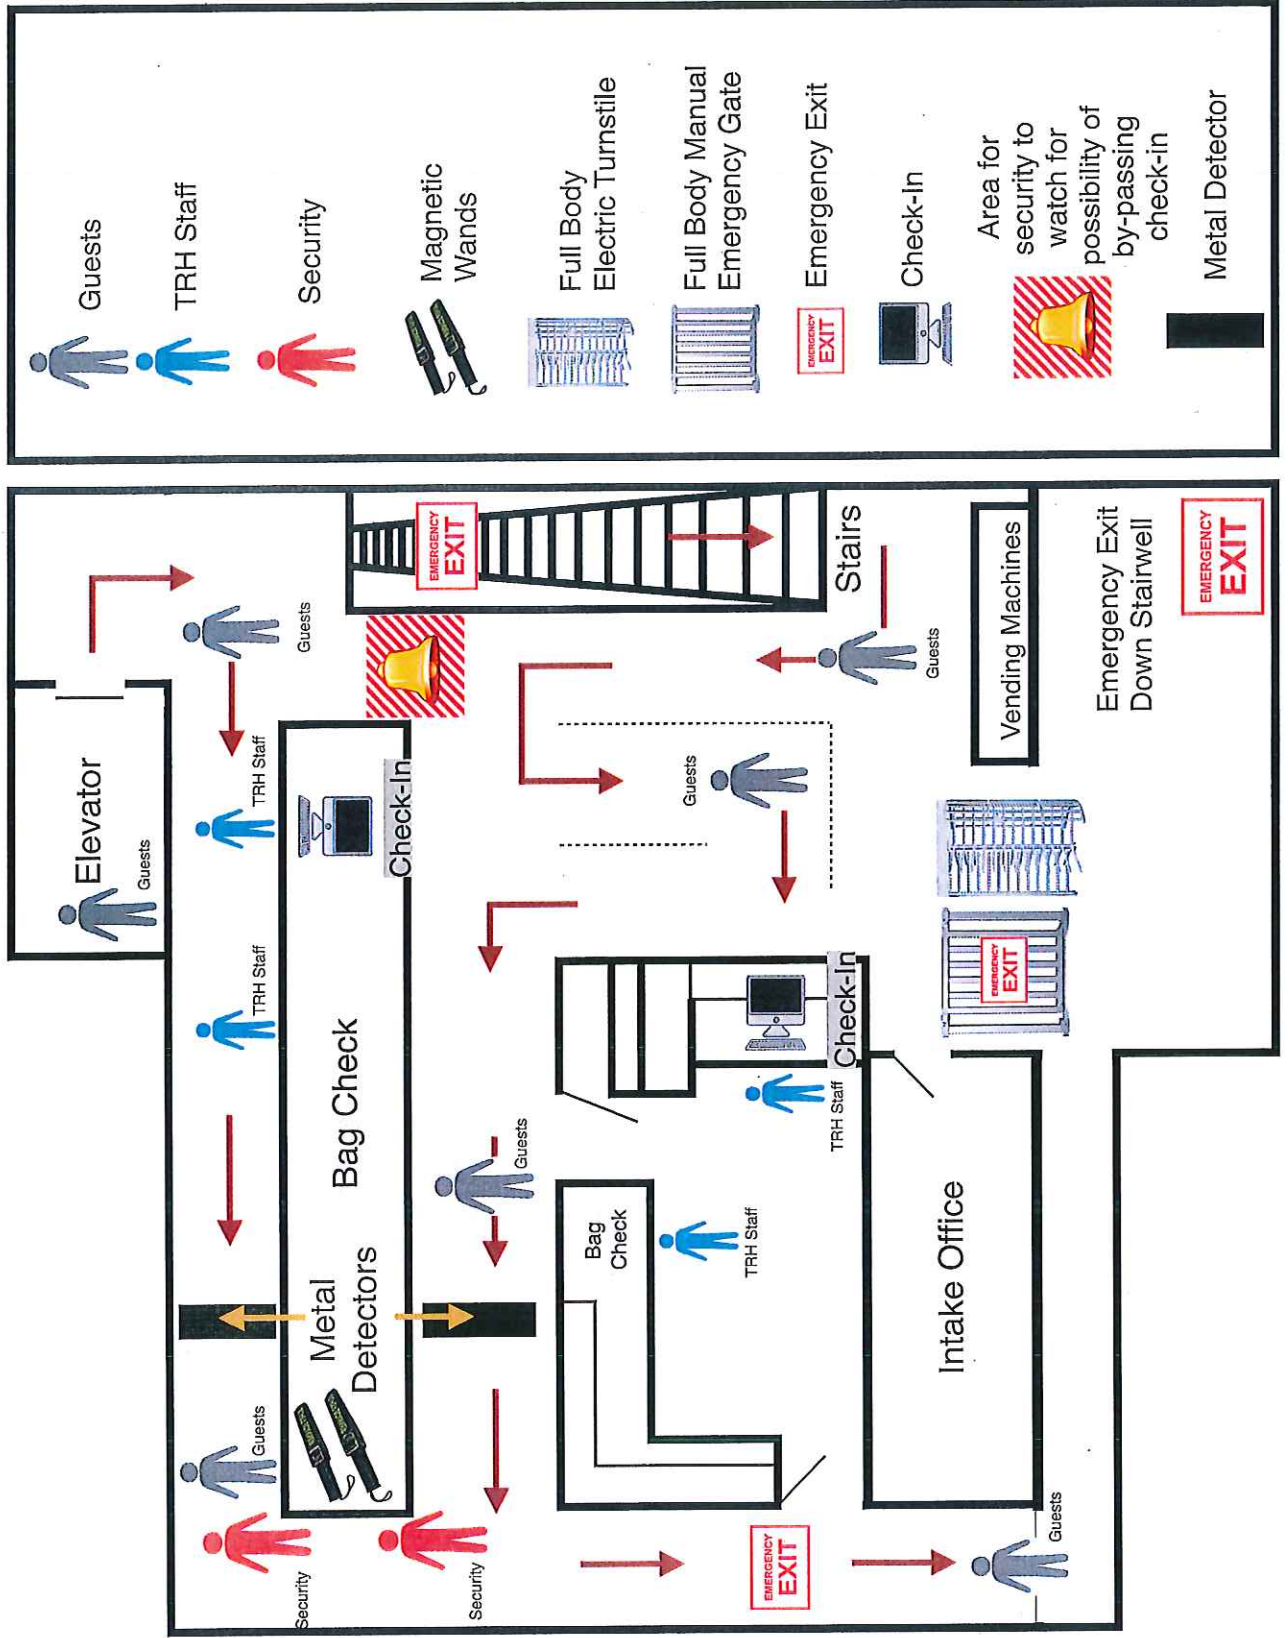 Elevator
Guests
Guests
TRH Staff
TRH Staff
Security
Guests
Metal
Detectors
Bag Check
Check-In
EMERGENCY
EXIT
Security
Guests
Bag
Check
Guests
TRH Staff
EMERGENCY
EXIT
TRH Staff
Check-In
Stairs
Guests
Intake Office
EMERGENCY
EXIT
Vending Machines
Guests
Emergency Exit
Down Stairwell
EMERGENCY
EXIT
Guests
TRH Staff
Security
Magnetic
Wands
Full Body
Electric Turnstile
Full Body Manual
Emergency Gate
EMERGENCY
EXIT
Emergency Exit
Check-In
Area for
security to
watch for
possibility of
by-passing
check-in
Metal Detector